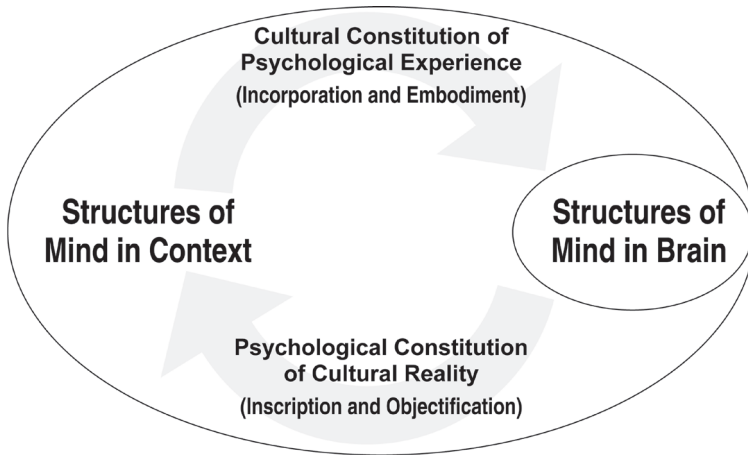 Cultural Constitution of
Psychological Experience
(Incorporation and Embodiment)
Structures of
Mind in Context
Structures of
Mind in Brain
Psychological Constitution
of Cultural Reality
(Inscription and Objectification)